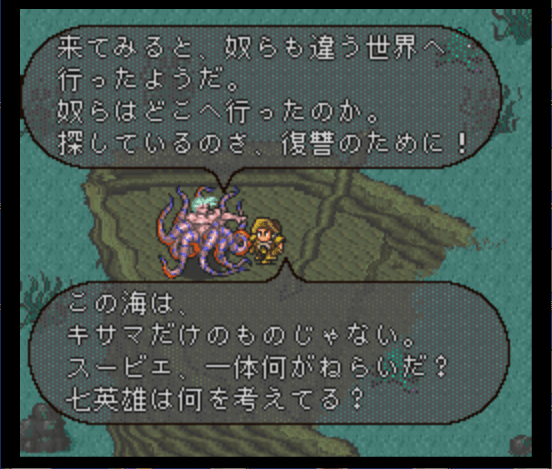 来てみると、奴らも違う世界へ
行ったようだ。
奴らはどこへ行ったのか。
探しているのさ、復讐のために！
この海は、
キサマだけのものじゃない。
スービエ、一体何がねらいだ？
七英雄は何を考えてる？